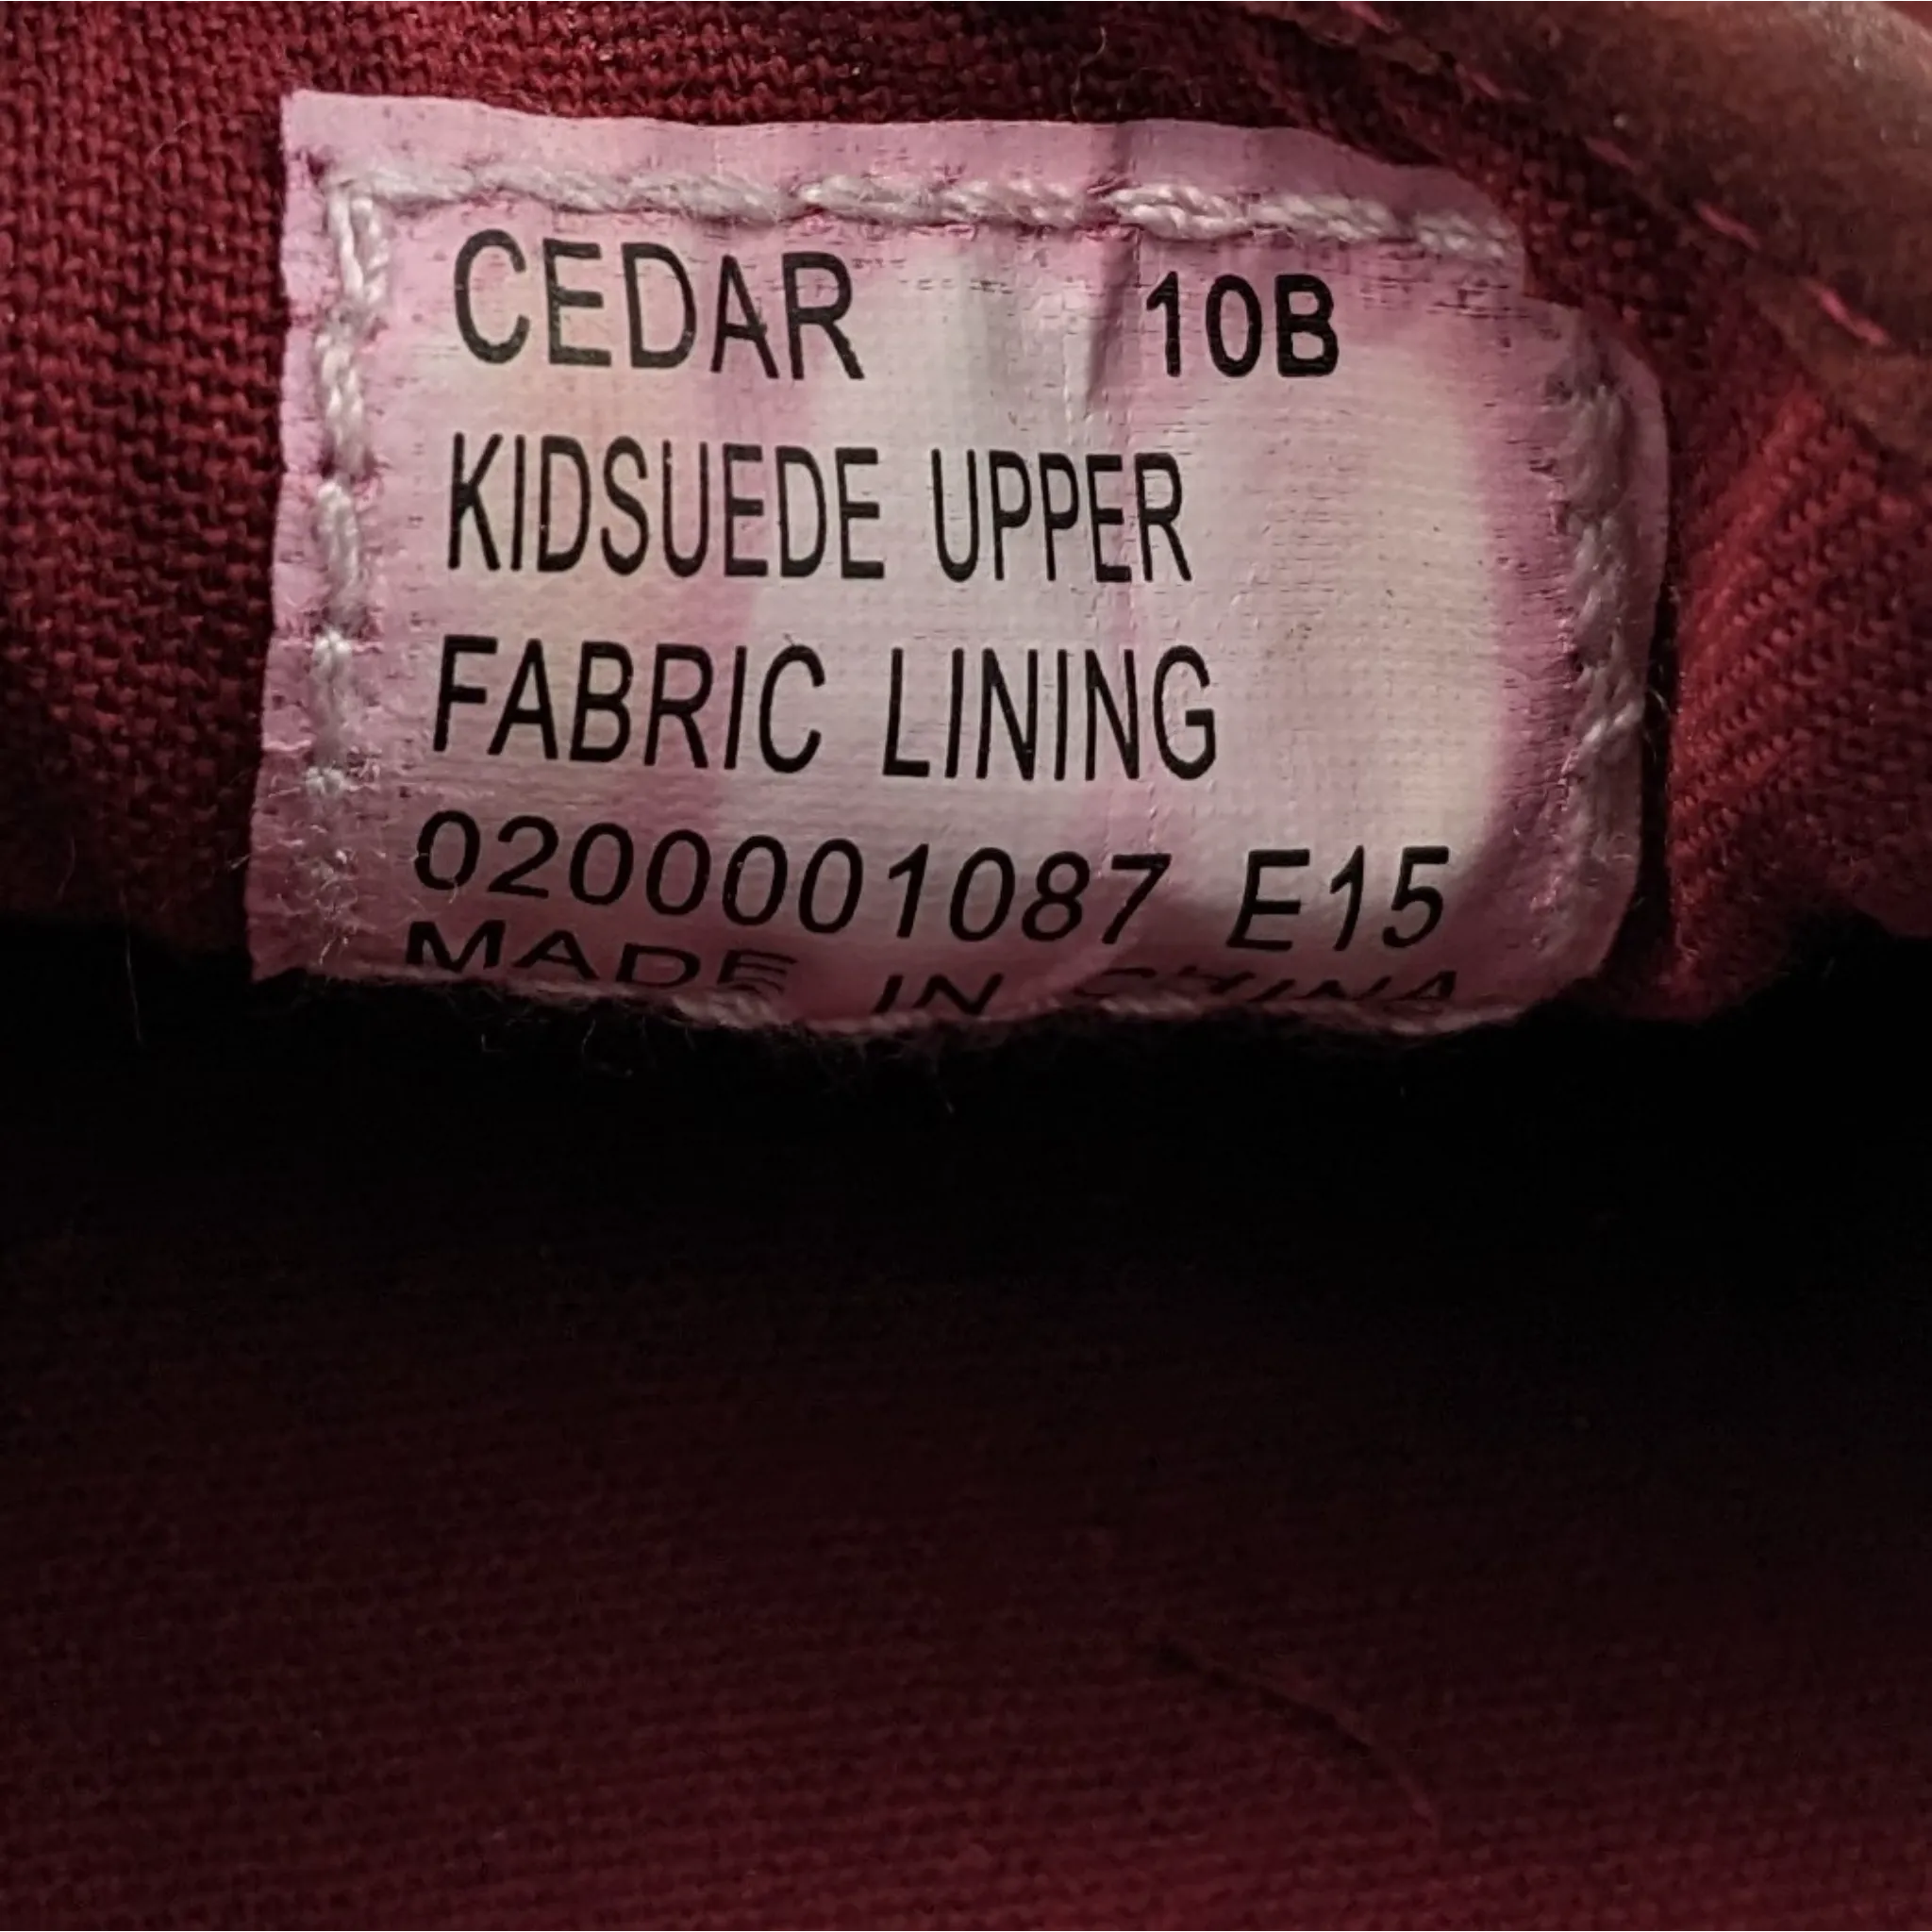 CEDAR 10B
KIDSUEDE UPPER
FABRIC LINING
0200001087 E15
MADE IN CHINA